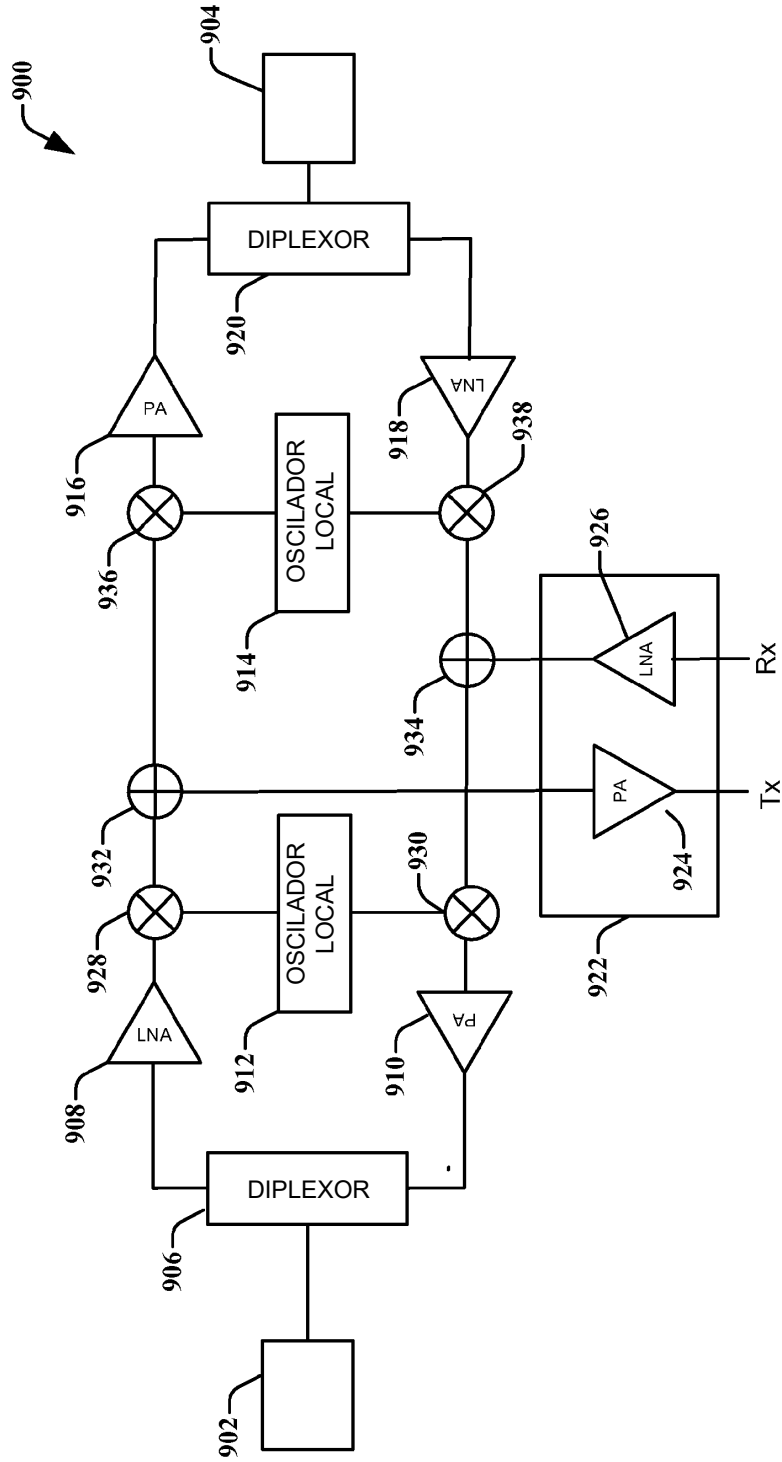 900
904
DIPLEXOR
920
PA
916
LNA
918
936
OSCILADOR
LOCAL
914
938
926
LNA
Rx
934
932
PA
924
Tx
922
928
OSCILADOR
LOCAL
912
930
LNA
908
PA
910
DIPLEXOR
906
902